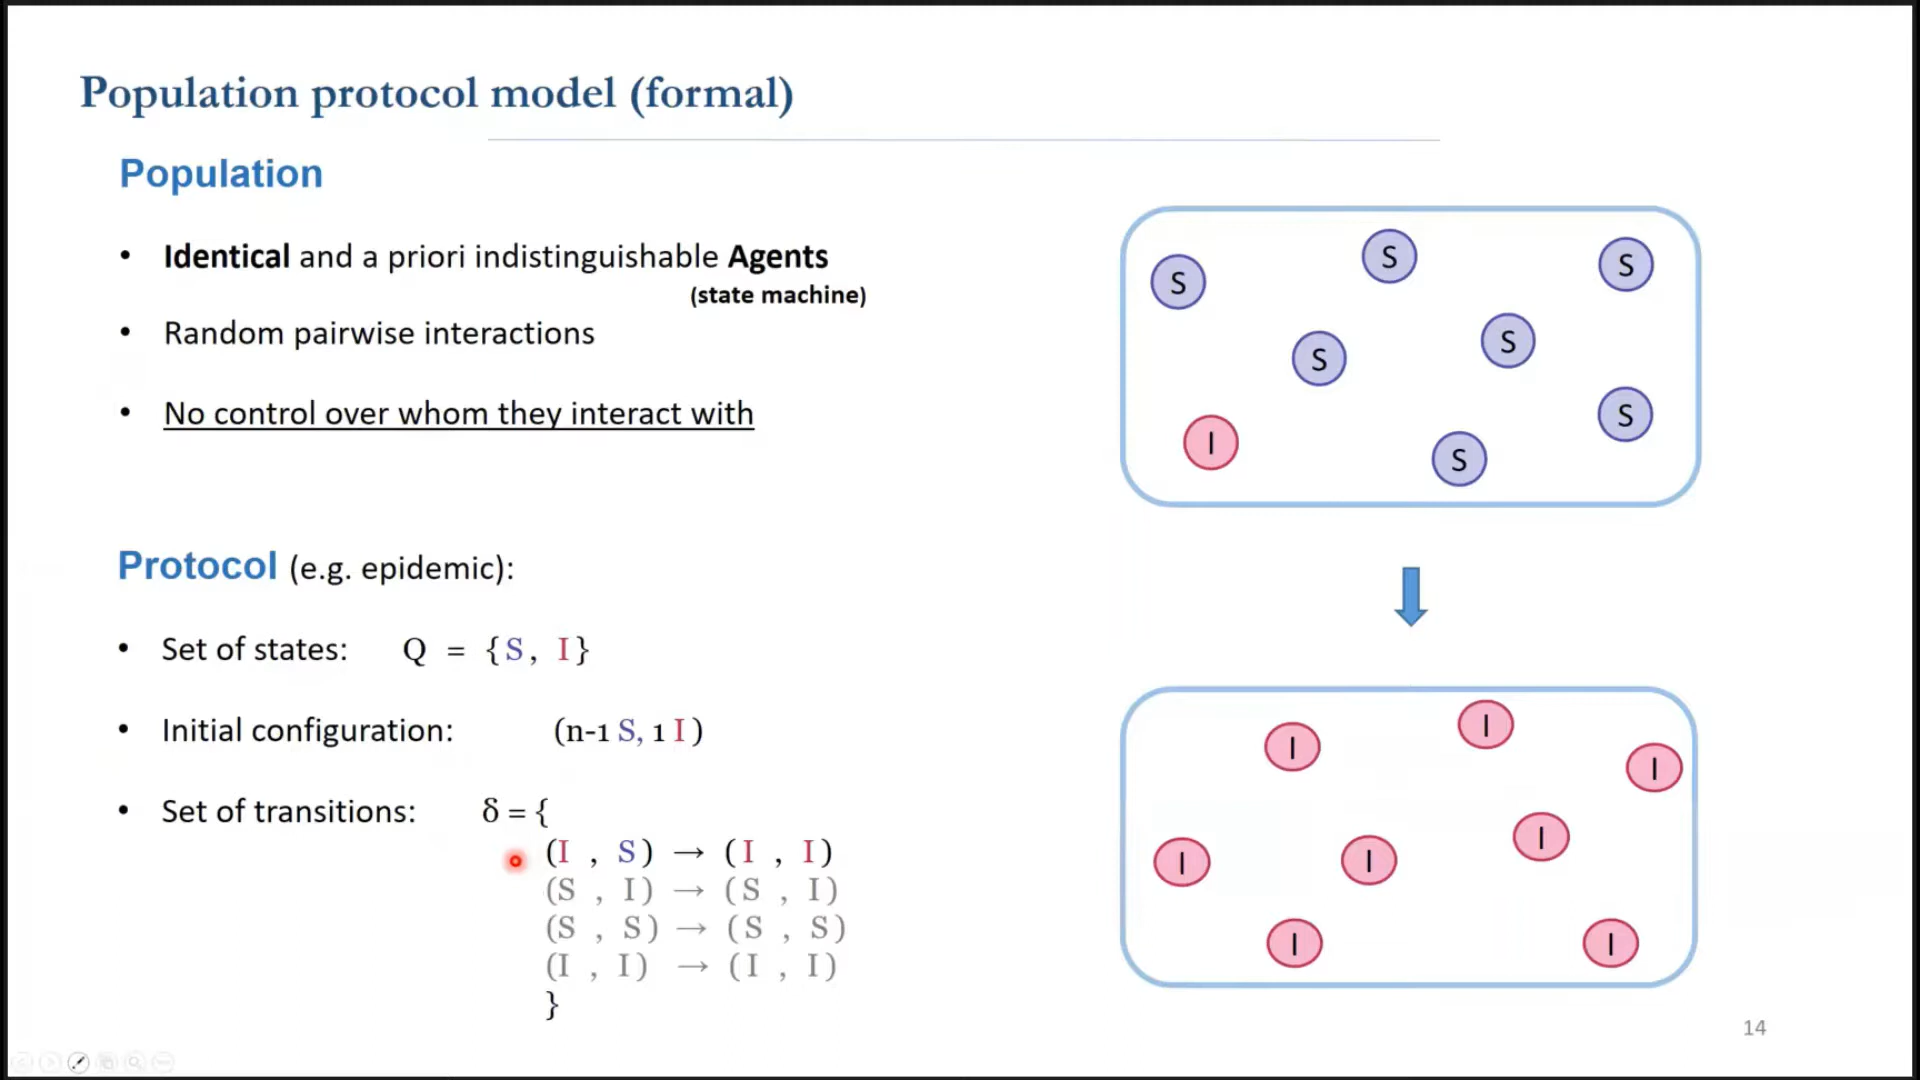 Population protocol model (formal)
Population
• Identical and a priori indistinguishable Agents
(state machine)
• Random pairwise interactions
• No control over whom they interact with
Protocol (e.g. epidemic):
• Set of states: Q = {S, I}
• Initial configuration: (n-1 S, 1 I )
• Set of transitions: δ = {
(I , S) → (I , I)
(S , I) → (S , I)
(S , S) → (S , S)
(I , I) → (I , I)
}
S
S
S
S
S
S
I
S
I
I
I
I
I
I
I
I
14